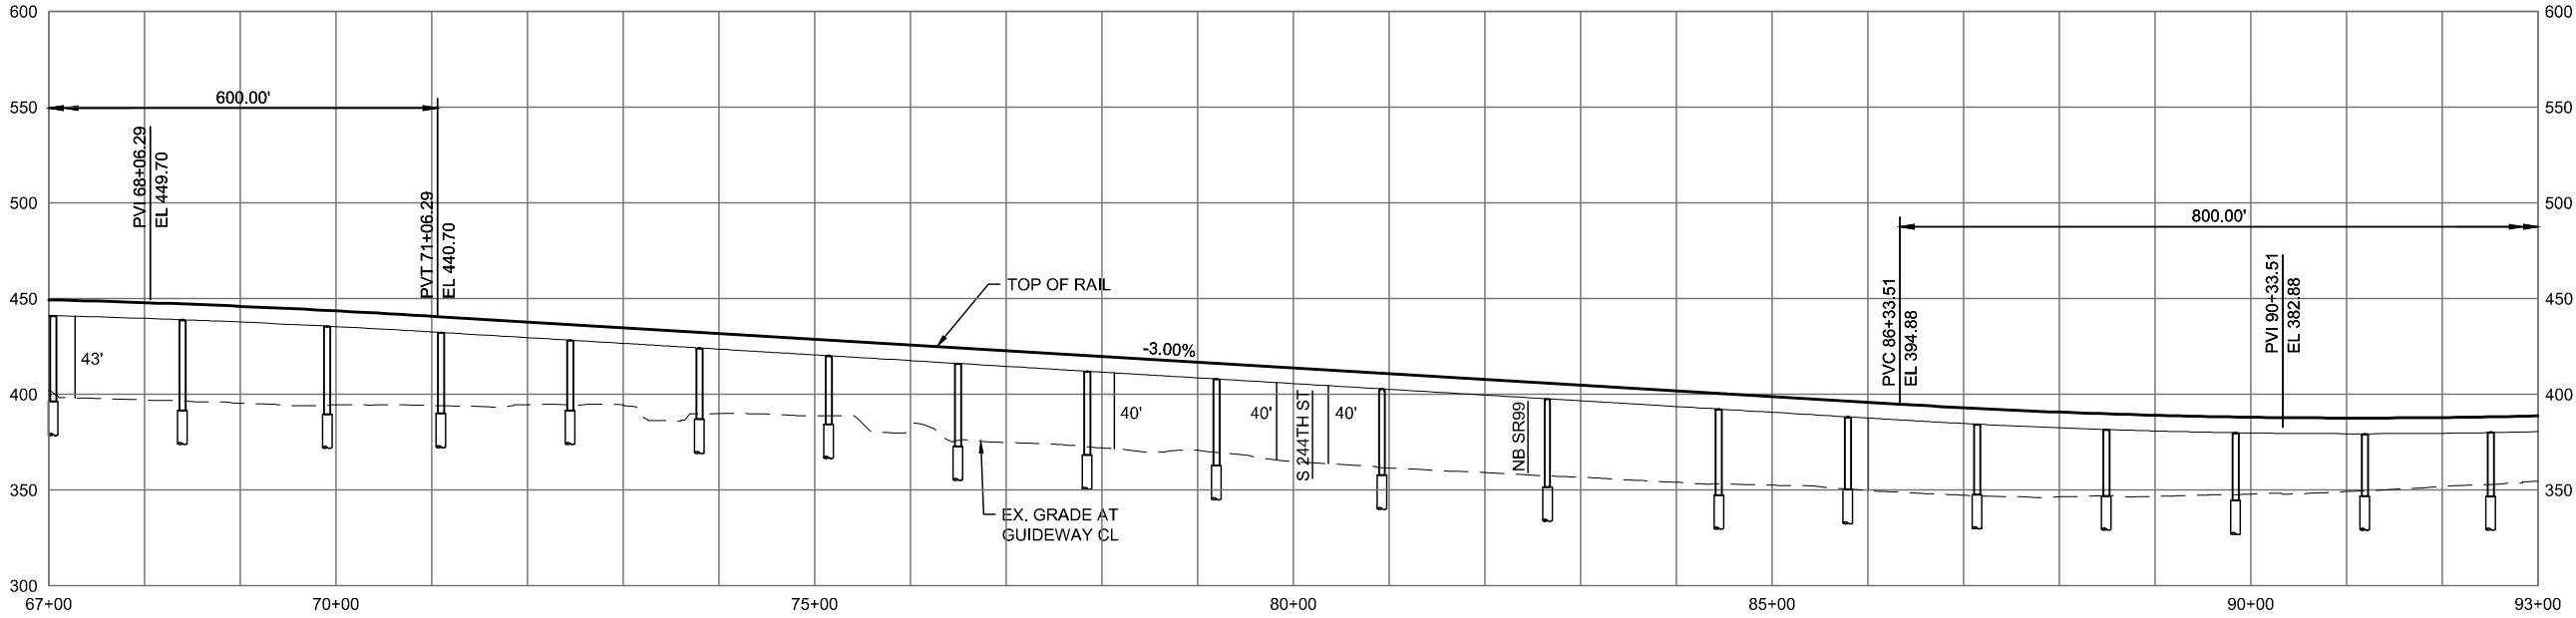 600
600
550
600.00'
550
PVI 68+06.29
EL 449.70
500
PVT 71+06.29
EL 440.70
800.00'
500
450
TOP OF RAIL
PVC 86+33.51
EL 394.88
PVI 90+33.51
EL 382.88
450
43'
-3.00%
400
40'
40'
S 244TH ST
40'
NB SR99
400
350
EX. GRADE AT
GUIDEWAY CL
350
300
67+00
70+00
75+00
80+00
85+00
90+00
93+00